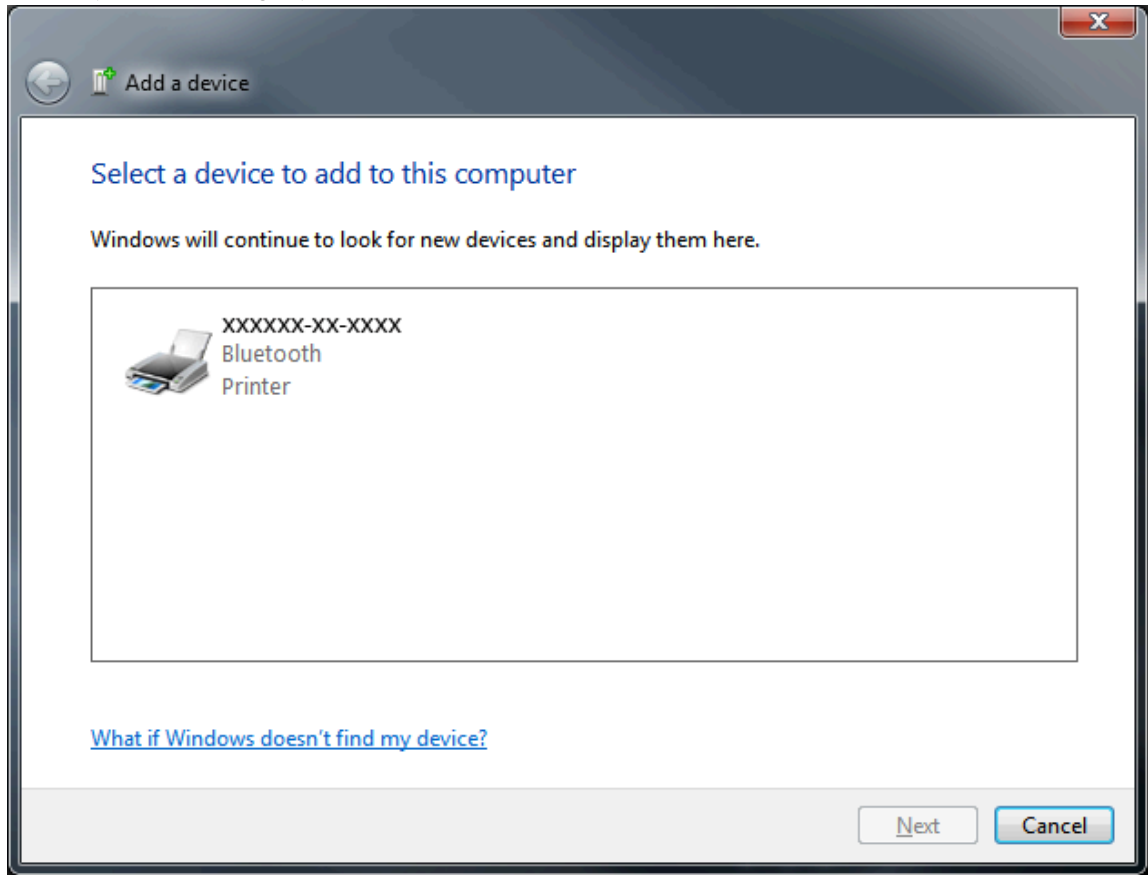 Add a device
Select a device to add to this computer
Windows will continue to look for new devices and display them here.
XXXXXX-XX-XXXX
Bluetooth
Printer
What if Windows doesn't find my device?
Next
Cancel